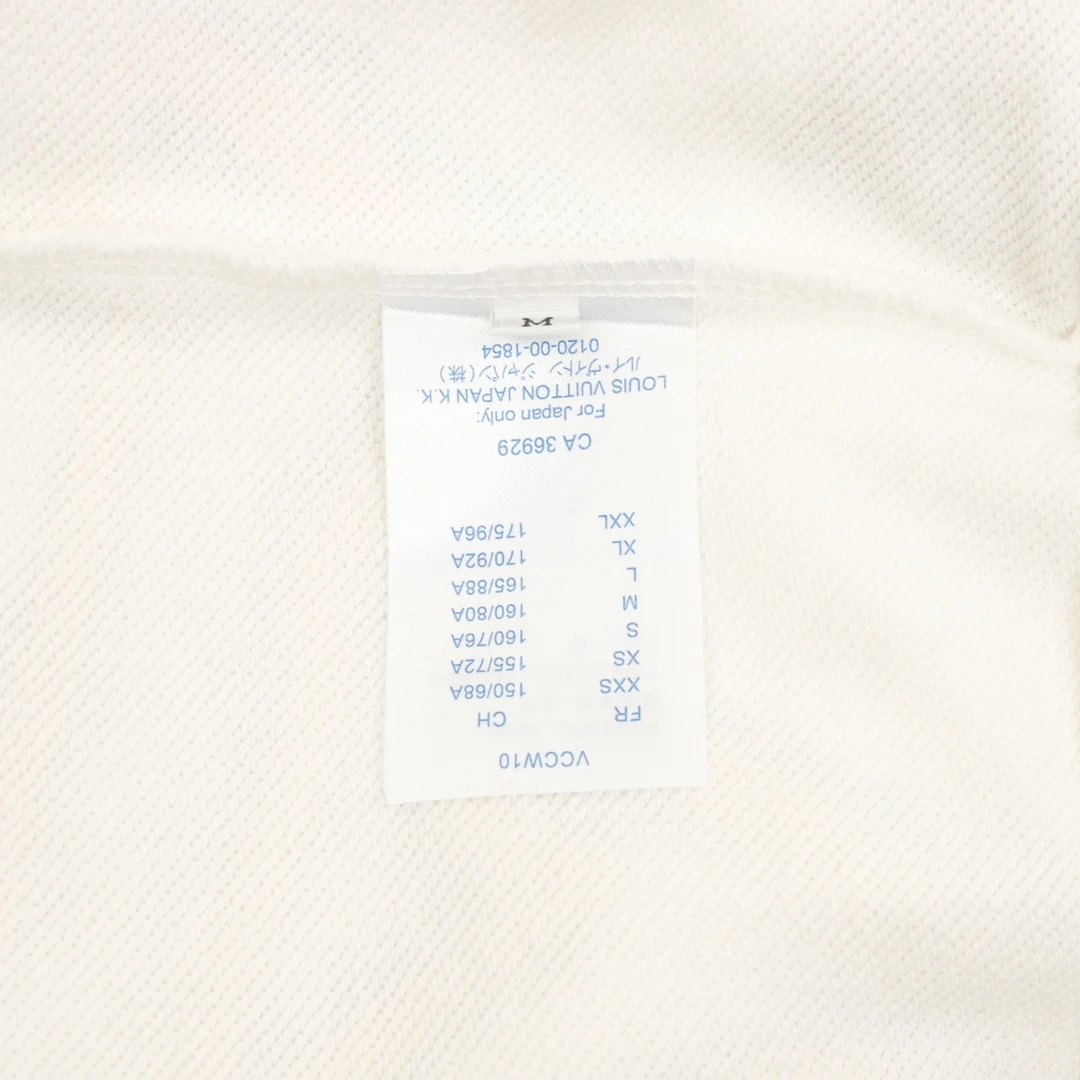 VCCW10
FR CH
XXS 150/68A
XS 155/72A
S 160/76A
M 160/80A
L 165/88A
XL 170/92A
XXL 175/96A
CA 36929
For Japan only:
LOUIS VUITTON JAPAN K.K.
ルイ・ヴィトン ジャパン(株)
0120-00-1854
M